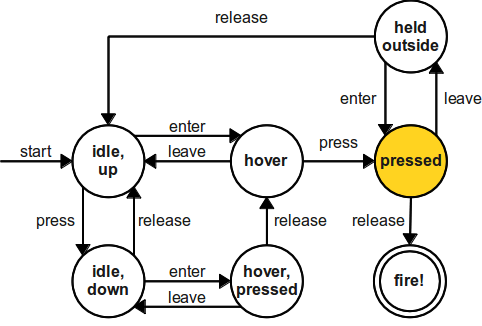 release
held
outside
enter
leave
start
idle,
up
enter
leave
hover
press
pressed
press
release
release
release
idle,
down
enter
leave
hover,
pressed
fire!